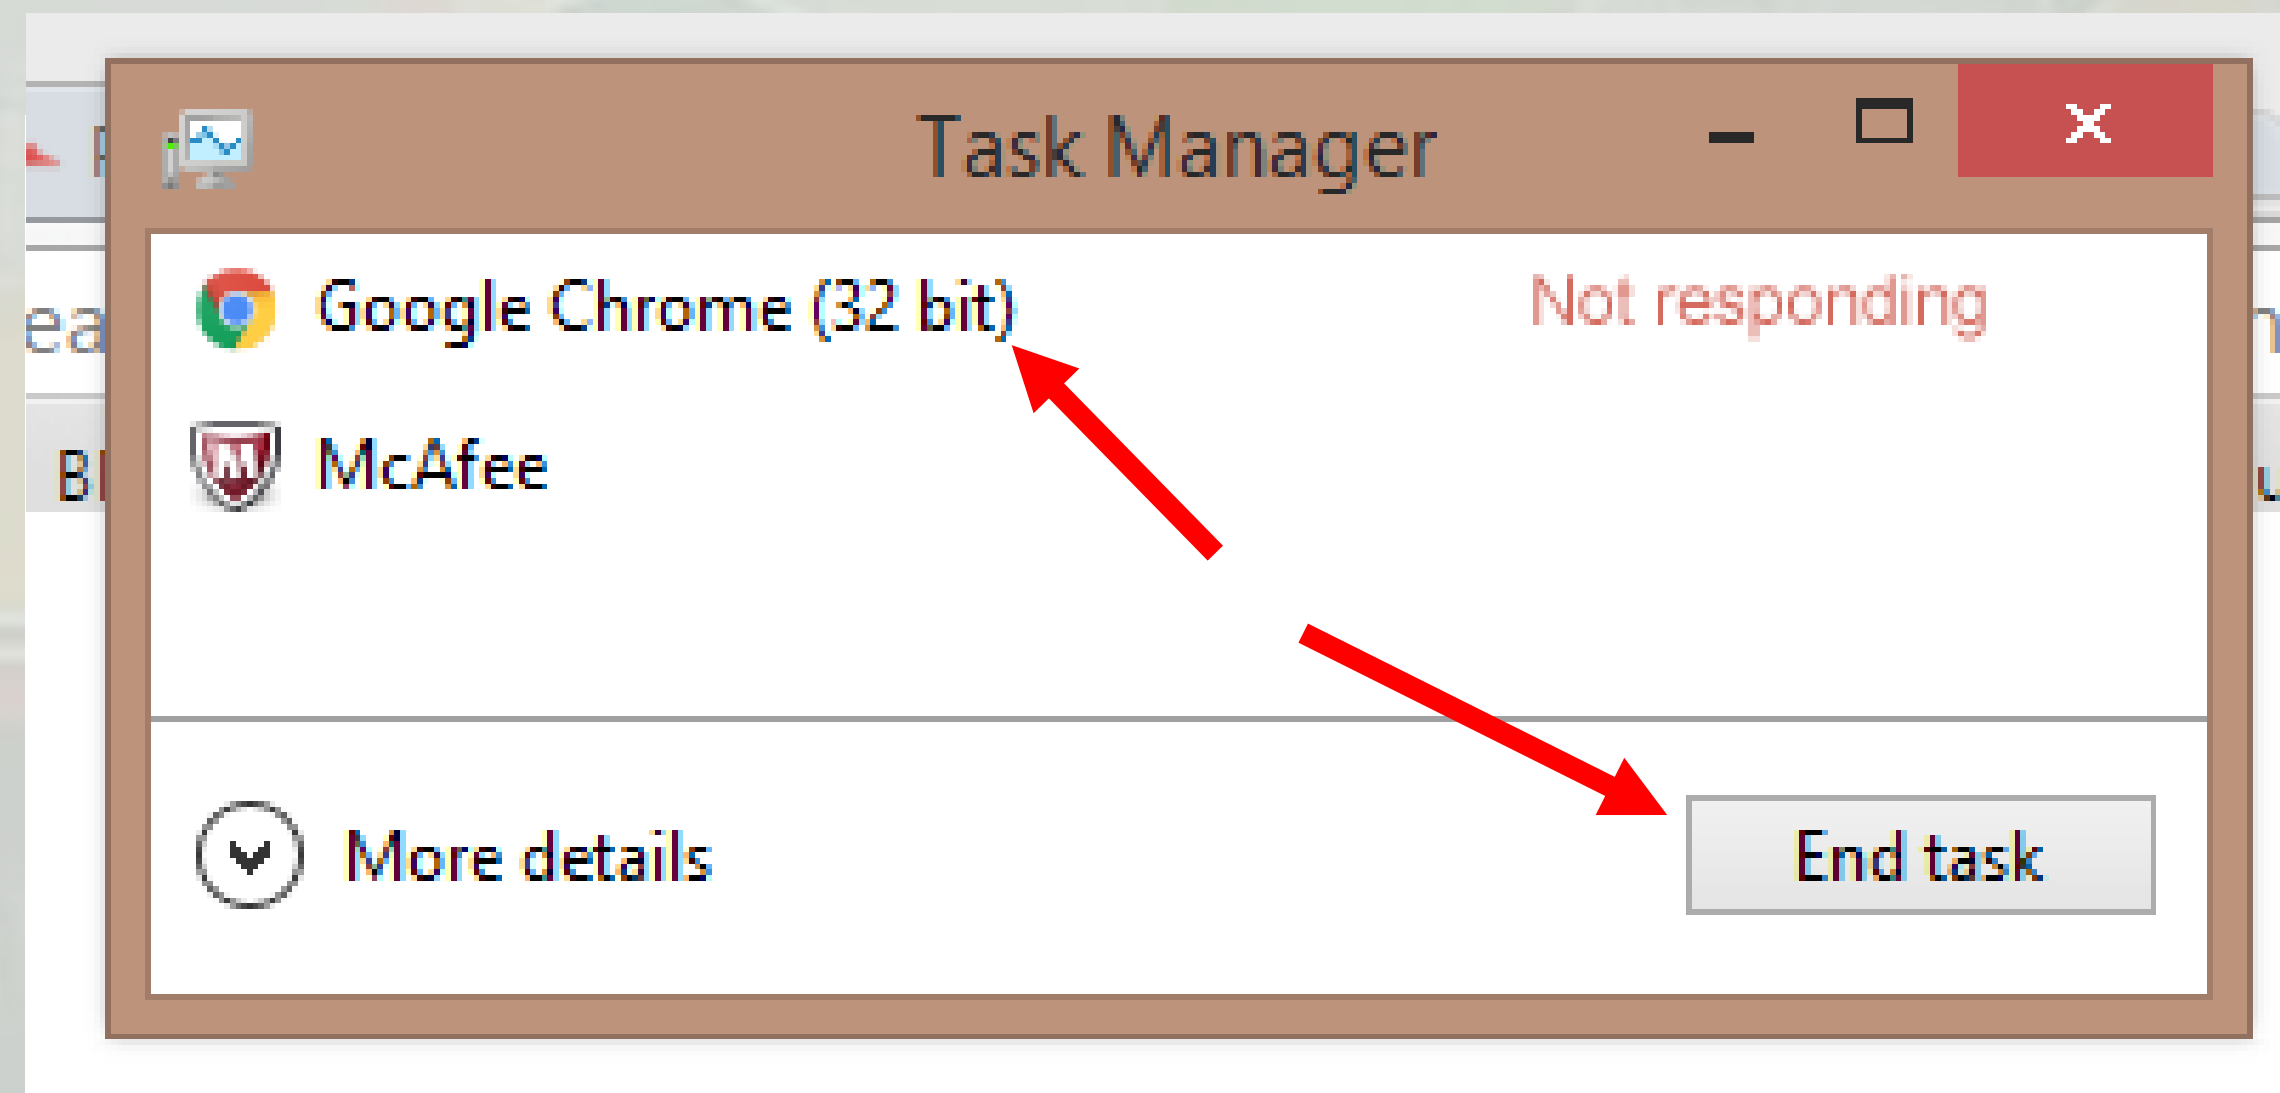 Task Manager
Google Chrome (32 bit) Not responding
McAfee
More details
End task